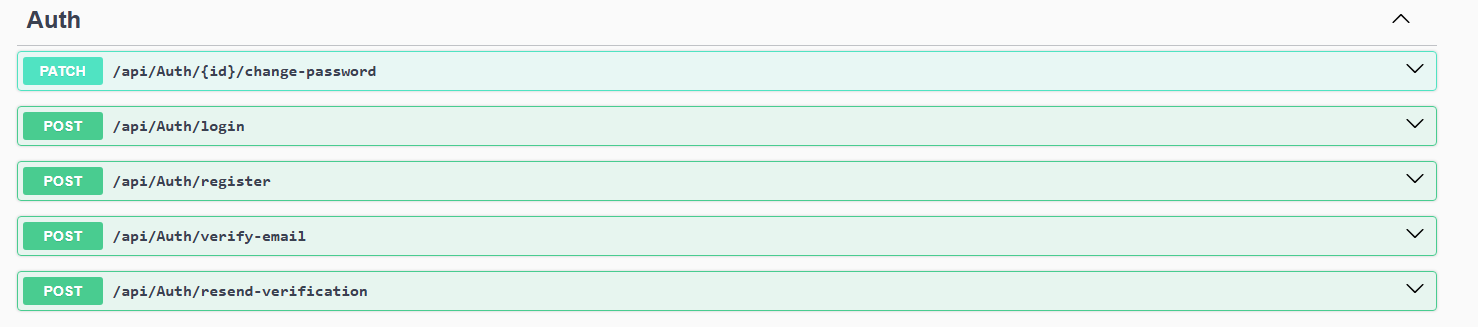 Auth
PATCH /api/Auth/{id}/change-password
POST /api/Auth/login
POST /api/Auth/register
POST /api/Auth/verify-email
POST /api/Auth/resend-verification